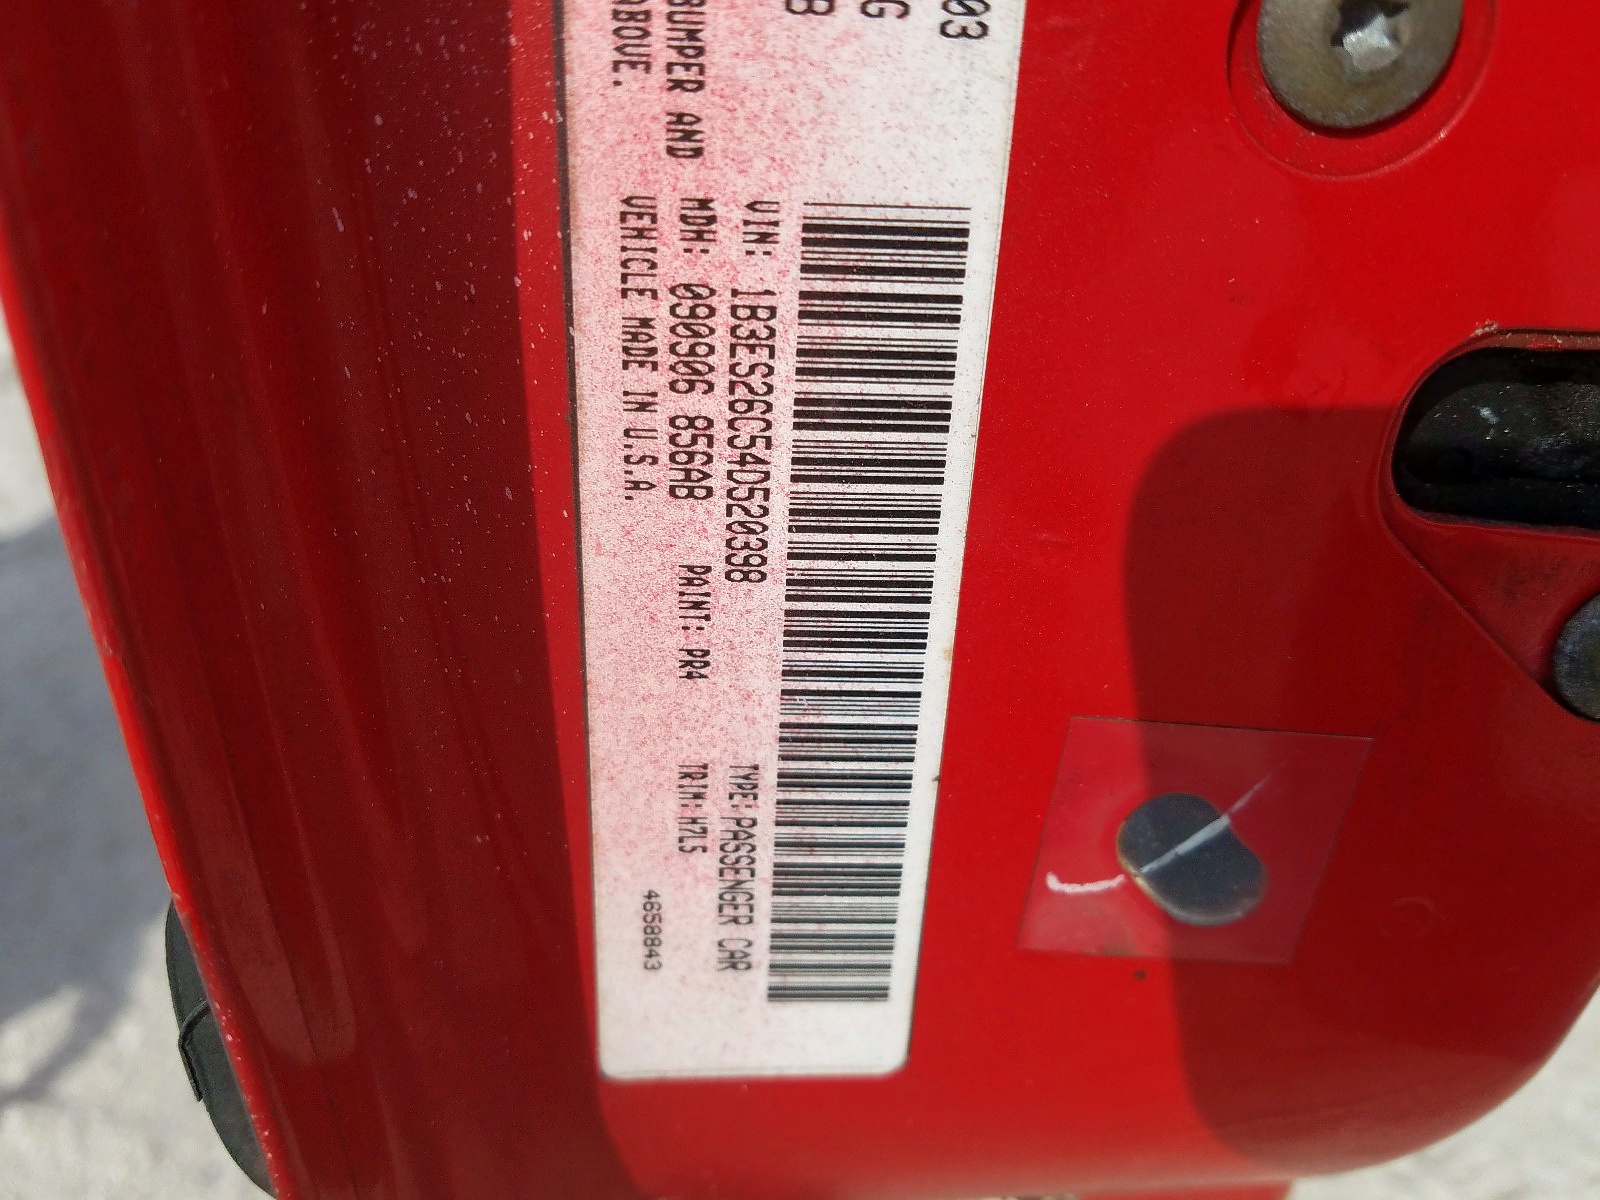 03
G
B
BUMPER AND
ABOVE.
VIN: 1B3ES26C54D520398 TYPE: PASSENGER CAR
MDH: 090906 856AB PAINT: PR4 TRIM: H7L5
VEHICLE MADE IN U.S.A. 4658843